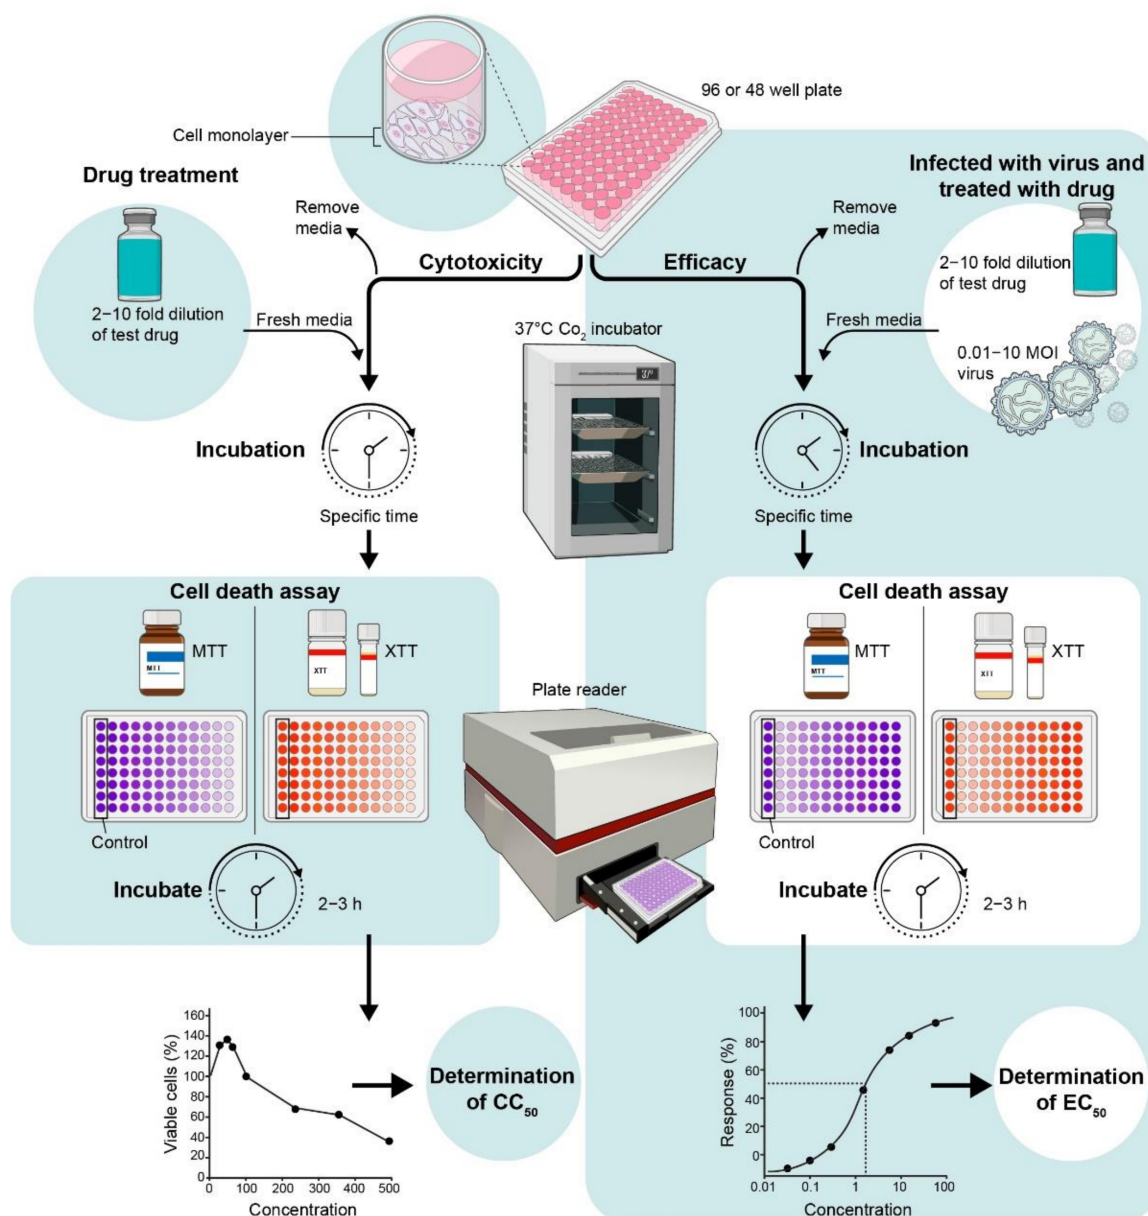 96 or 48 well plate
Cell monolayer
Drug treatment
2–10 fold dilution
of test drug
Remove
media
Fresh media
Cytotoxicity
Efficacy
Remove
media
Fresh media
Infected with virus and
treated with drug
2–10 fold dilution
of test drug
0.01–10 MOI
virus
37°C Co₂ incubator
37°
Incubation
Specific time
Incubation
Specific time
Cell death assay
MTT
MTT
XTT
XTT
Control
Incubate
2–3 h
Plate reader
Cell death assay
MTT
MTT
XTT
XTT
Control
Incubate
2–3 h
Viable cells (%)
160
140
120
100
80
60
40
20
0
0 100 200 300 400 500
Concentration
Determination
of CC₅₀
Response (%)
100
80
60
40
20
0
0.01 0.1 1 10 100
Concentration
Determination
of EC₅₀